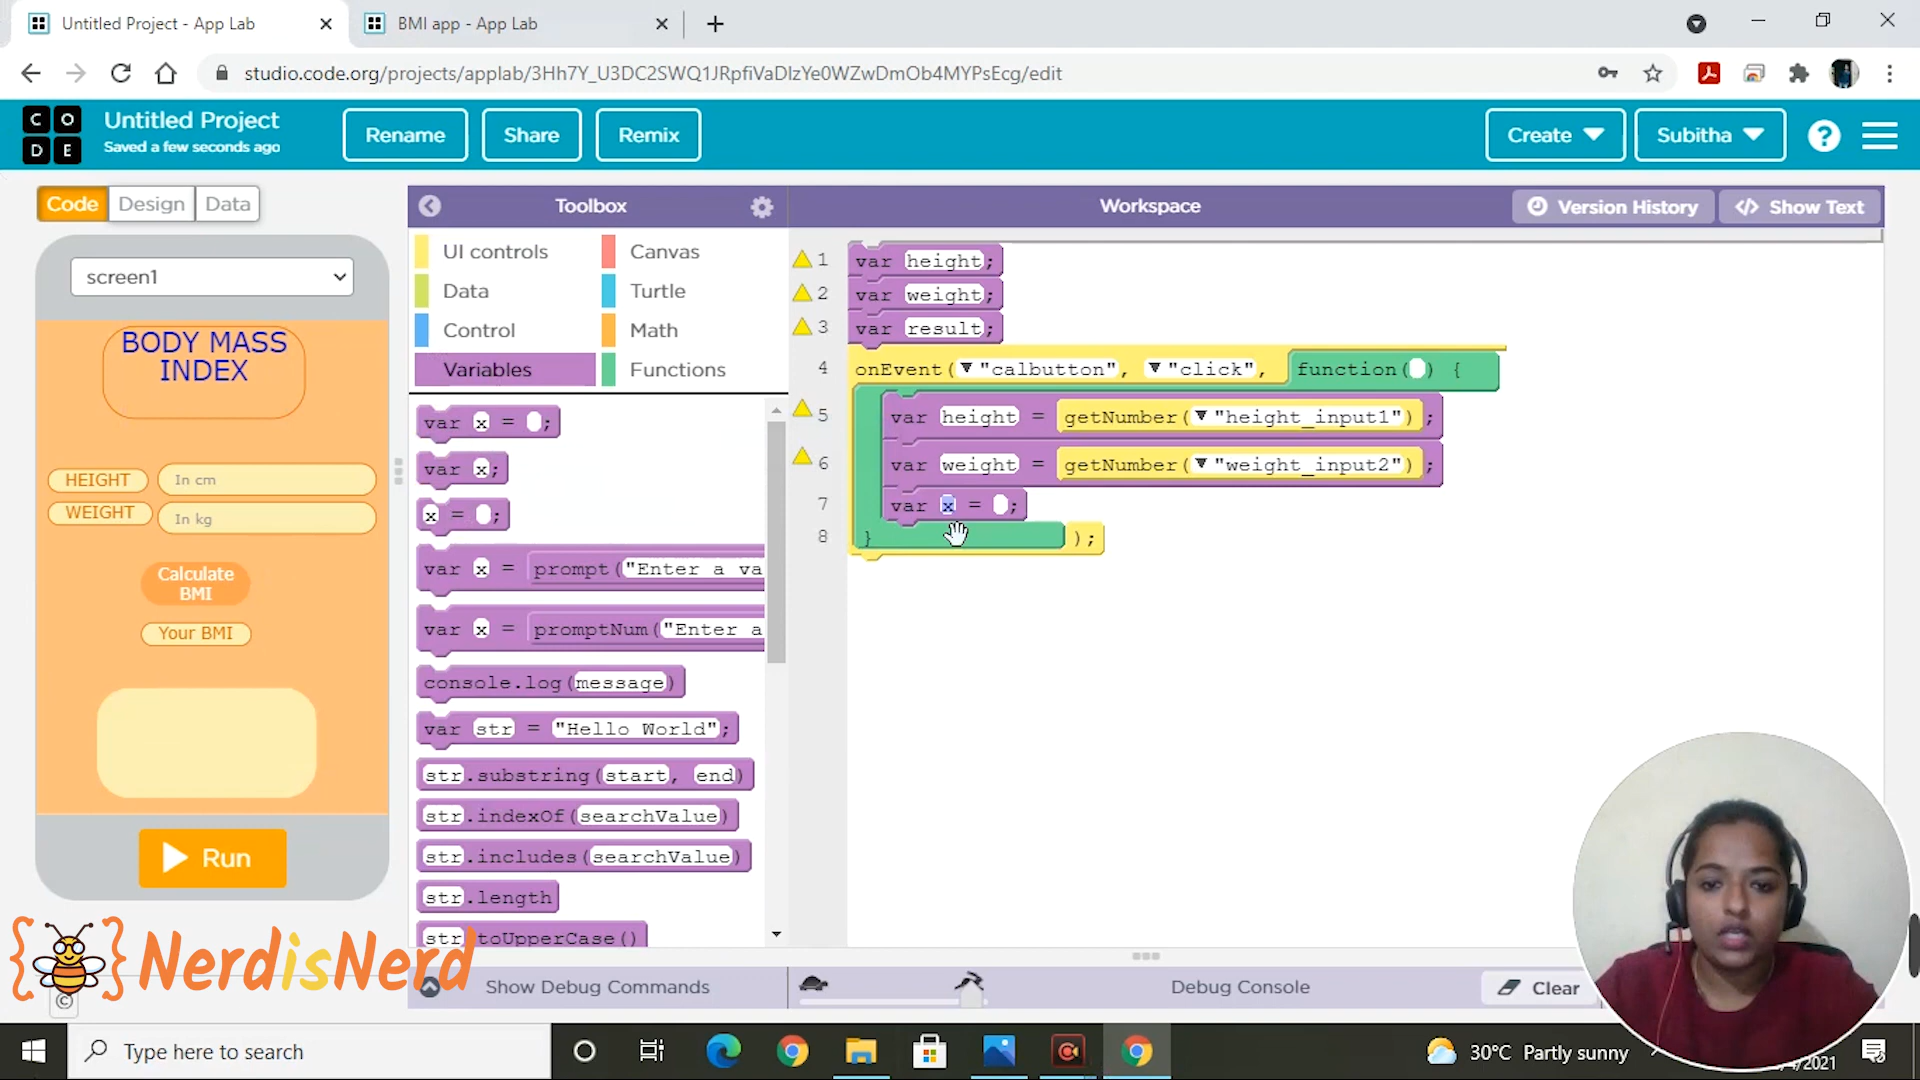 Untitled Project - App Lab
BMI app - App Lab
studio.code.org/projects/applab/3Hh7Y_U3DC2SWQ1JRpfiVaDlzYe0WZwDmOb4MYPsEcg/edit
C O
D E
Untitled Project
Saved a few seconds ago
Rename
Share
Remix
Create
Subitha
?
Code
Design
Data
Toolbox
Workspace
Version History
Show Text
screen1
BODY MASS
INDEX
HEIGHT
In cm
WEIGHT
In kg
Calculate
BMI
Your BMI
Run
UI controls
Canvas
Data
Turtle
Control
Math
Variables
Functions
var x = ;
var x;
x = ;
var x = prompt("Enter a va
var x = promptNum("Enter a
console.log(message)
var str = "Hello World";
str.substring(start, end)
str.indexOf(searchValue)
str.includes(searchValue)
str.length
str.toUpperCase()
1 var height;
2 var weight;
3 var result;
4 onEvent("calbutton", "click", function() {
5 var height = getNumber("height_input1");
6 var weight = getNumber("weight_input2");
7 var x = ;
8 } );
{ } NerdisNerd
©
Show Debug Commands
Debug Console
Clear
Type here to search
30°C Partly sunny
/2021